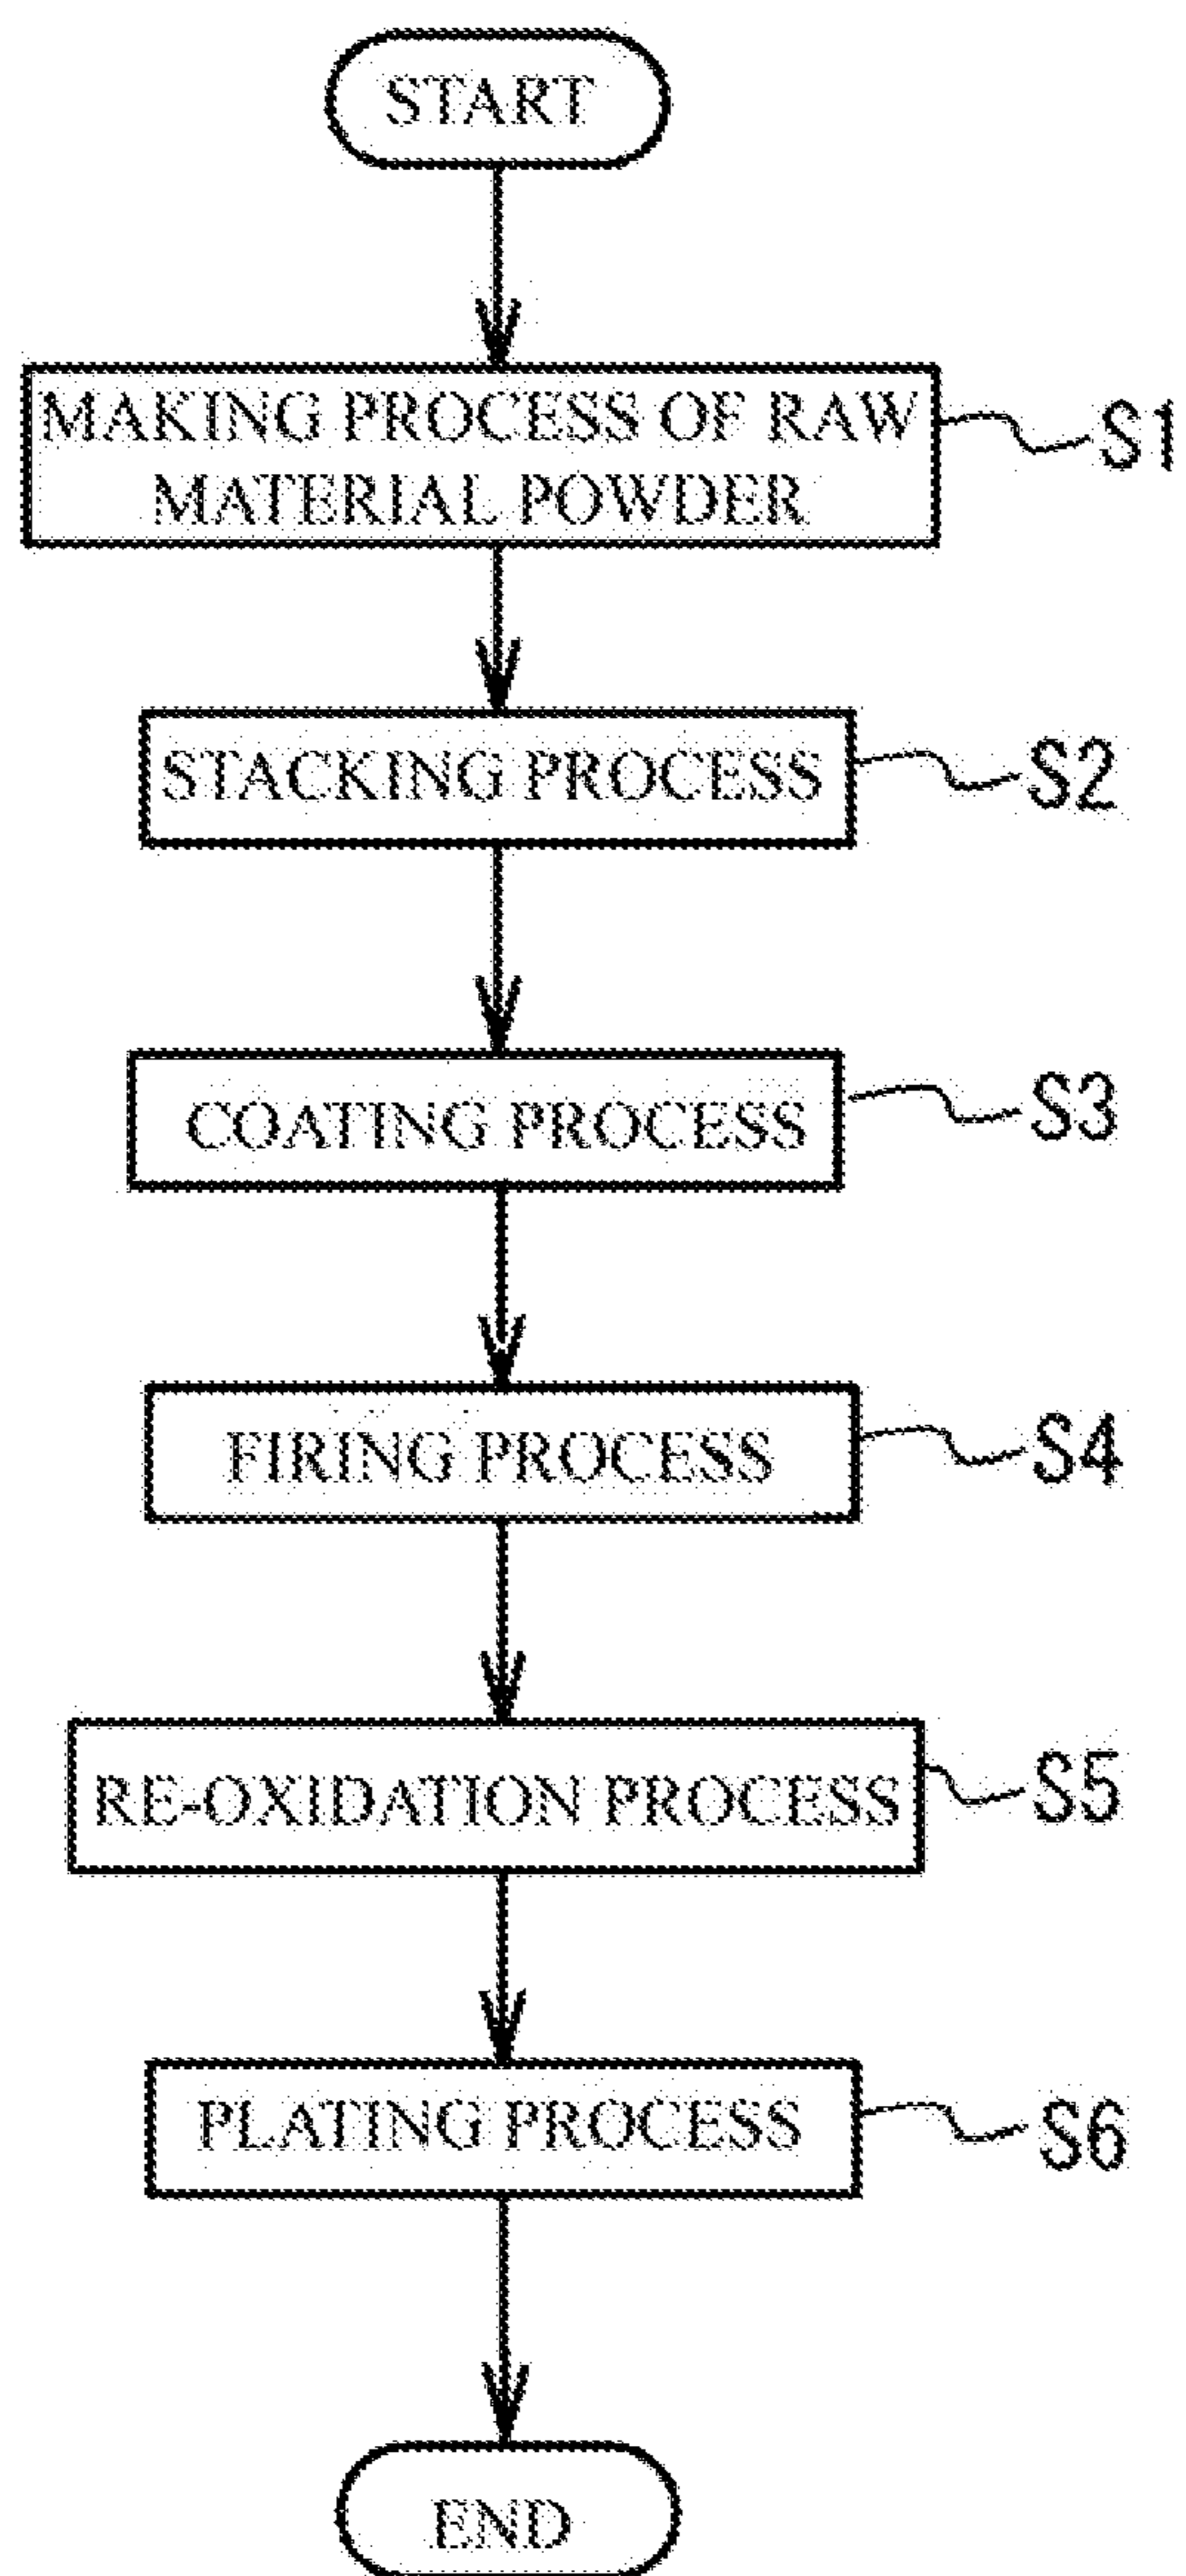 START
MAKING PROCESS OF RAW
MATERIAL POWDER
S1
STACKING PROCESS
S2
COATING PROCESS
S3
FIRING PROCESS
S4
RE-OXIDATION PROCESS
S5
PLATING PROCESS
S6
END